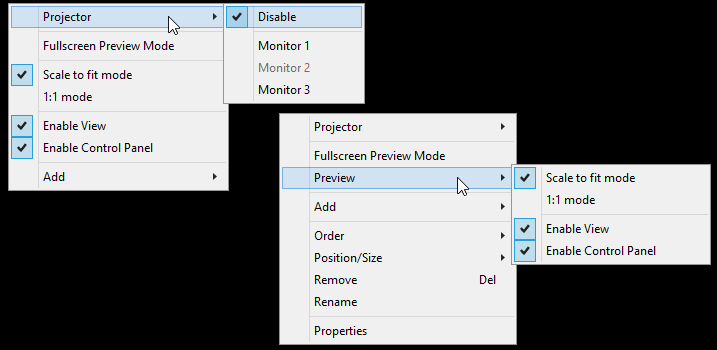 Projector
Fullscreen Preview Mode
Scale to fit mode
1:1 mode
Enable View
Enable Control Panel
Add
Disable
Monitor 1
Monitor 2
Monitor 3
Projector
Fullscreen Preview Mode
Preview
Add
Order
Position/Size
Remove Del
Rename
Properties
Scale to fit mode
1:1 mode
Enable View
Enable Control Panel